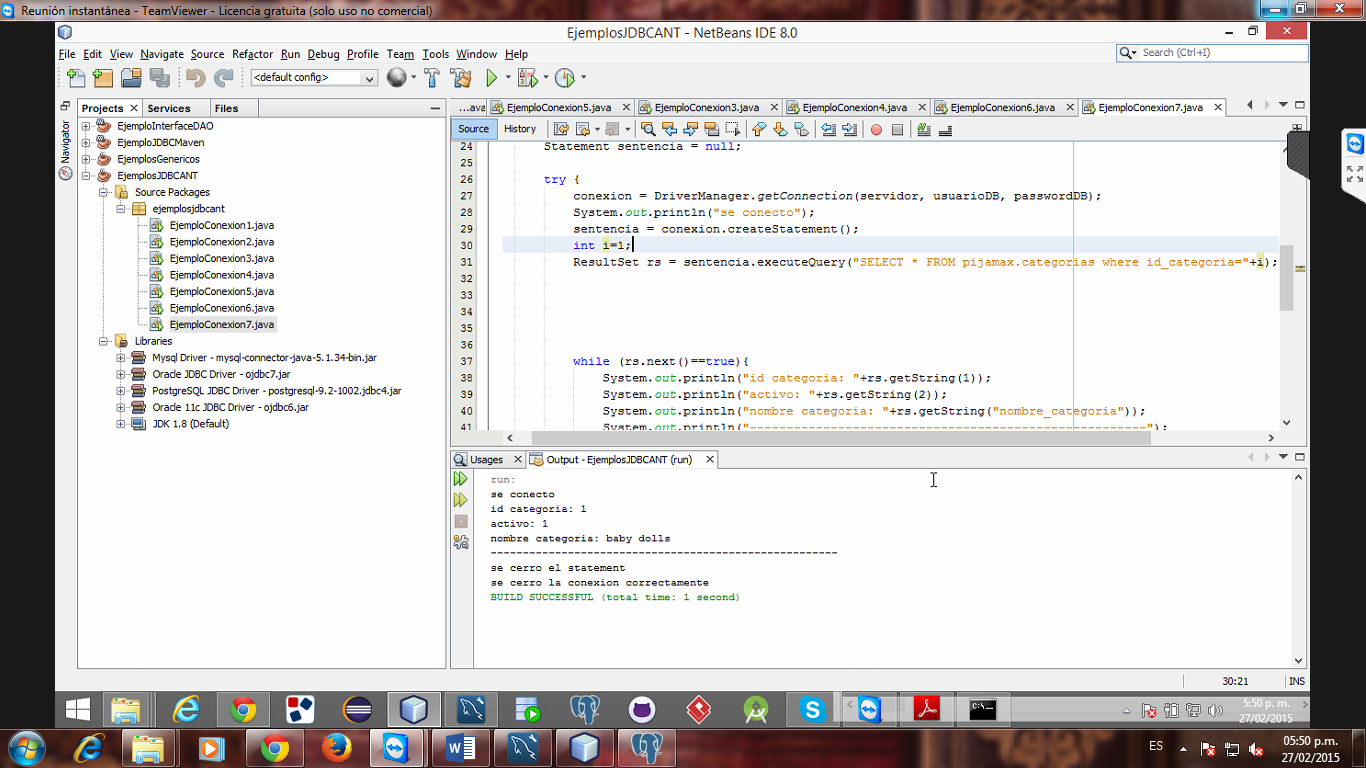 Reunión instantánea - TeamViewer - Licencia gratuita (solo uso no comercial)
EjemplosJDBCANT - NetBeans IDE 8.0
File Edit View Navigate Source Refactor Run Debug Profile Team Tools Window Help
Search (Ctrl+I)
<default config>
Projects Services Files
Navigator
EjemploInterfaceDAO
EjemploJDBCMaven
EjemplosGenericos
EjemplosJDBCANT
Source Packages
ejemplosjdbcant
EjemploConexion1.java
EjemploConexion2.java
EjemploConexion3.java
EjemploConexion4.java
EjemploConexion5.java
EjemploConexion6.java
EjemploConexion7.java
Libraries
Mysql Driver - mysql-connector-java-5.1.34-bin.jar
Oracle JDBC Driver - ojdbc7.jar
PostgreSQL JDBC Driver - postgresql-9.2-1002.jdbc4.jar
Oracle 11c JDBC Driver - ojdbc6.jar
JDK 1.8 (Default)
...ava EjemploConexion5.java EjemploConexion3.java EjemploConexion4.java EjemploConexion6.java EjemploConexion7.java
Source History
24 Statement sentencia = null;
25
26 try {
27 conexion = DriverManager.getConnection(servidor, usuarioDB, passwordDB);
28 System.out.println("se conecto");
29 sentencia = conexion.createStatement();
30 int i=1;
31 ResultSet rs = sentencia.executeQuery("SELECT * FROM pijamax.categorias where id_categoria="+i);
32
33
34
35
36
37 while (rs.next()==true){
38 System.out.println("id categoria: "+rs.getString(1));
39 System.out.println("activo: "+rs.getString(2));
40 System.out.println("nombre categoria: "+rs.getString("nombre_categoria"));
41 System.out.println("------------------------------------------------------");
Usages Output - EjemplosJDBCANT (run)
run:
se conecto
id categoria: 1
activo: 1
nombre categoria: baby dolls
------------------------------------------------------
se cerro el statement
se cerro la conexion correctamente
BUILD SUCCESSFUL (total time: 1 second)
30:21 INS
5:50 p. m.
27/02/2015
ES
05:50 p.m.
27/02/2015